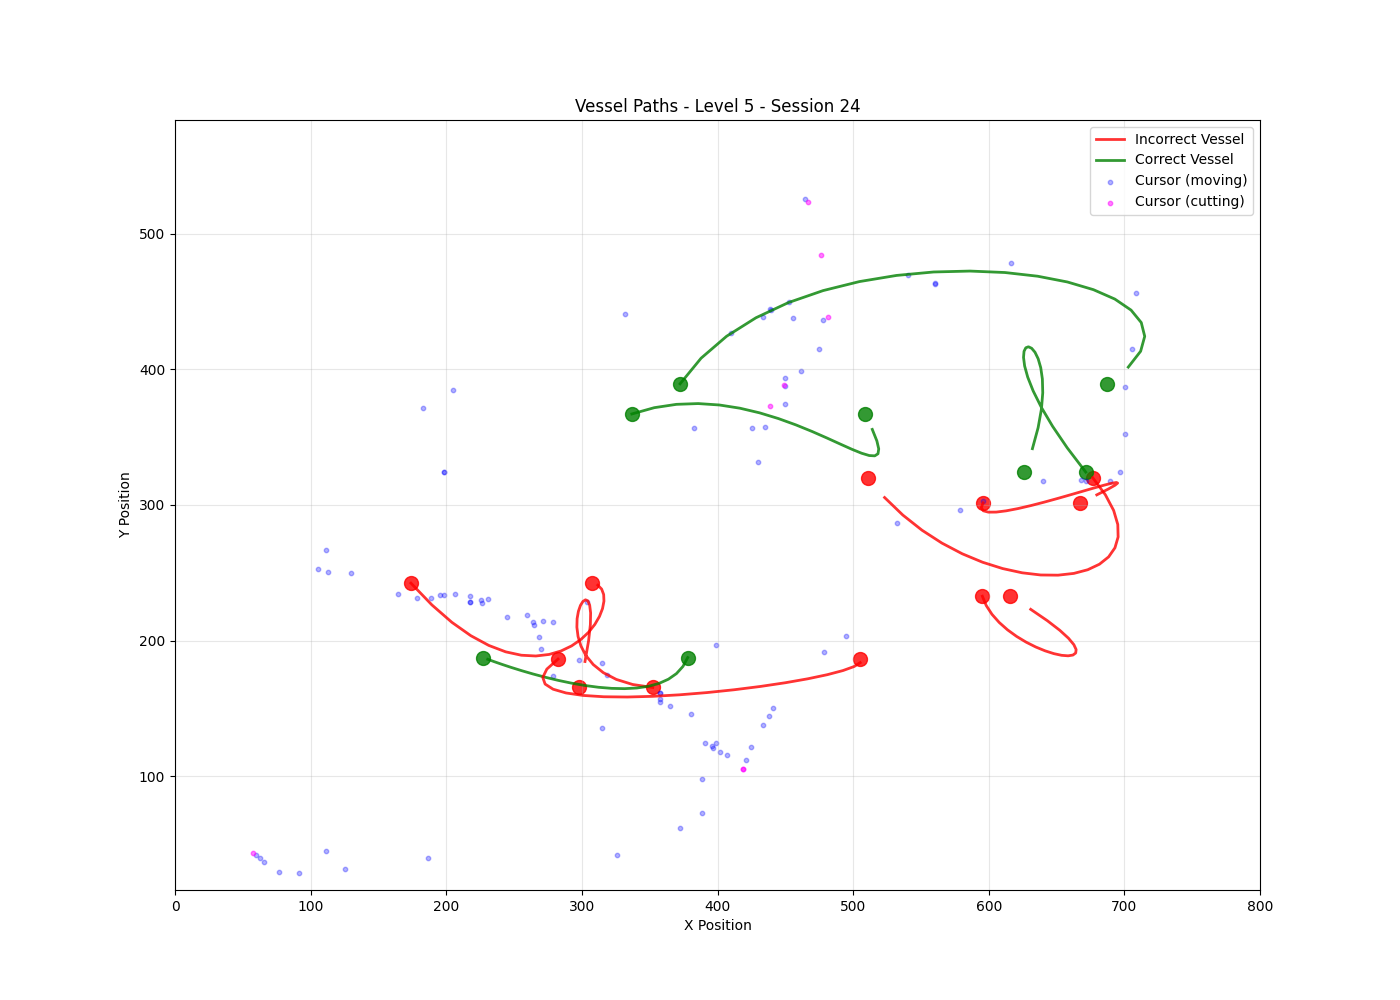 Vessel Paths - Level 5 - Session 24
Incorrect Vessel
Correct Vessel
Cursor (moving)
Cursor (cutting)
500
400
300
200
100
Y Position
0 100 200 300 400 500 600 700 800
X Position